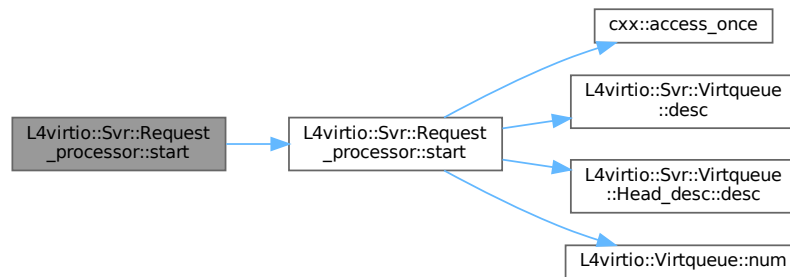 L4virtio::Svr::Request
_processor::start
L4virtio::Svr::Request
_processor::start
cxx::access_once
L4virtio::Svr::Virtqueue
::desc
L4virtio::Svr::Virtqueue
::Head_desc::desc
L4virtio::Virtqueue::num